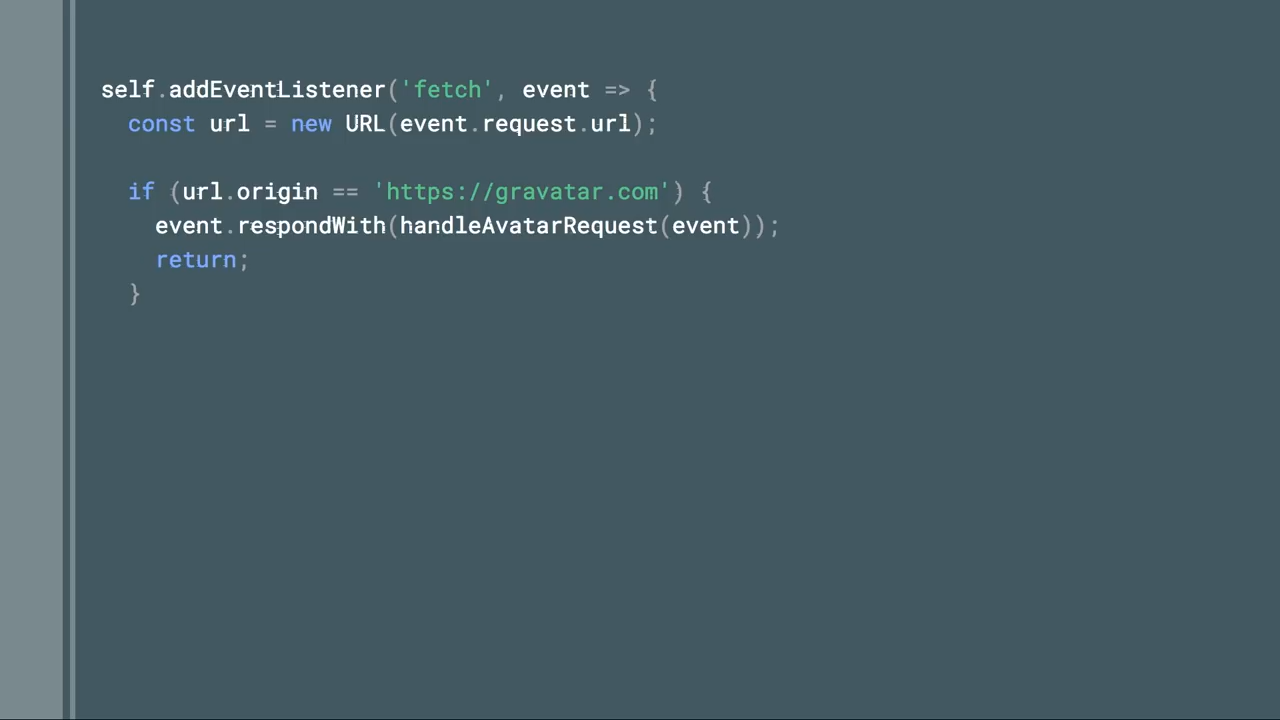 self.addEventListener('fetch', event => {
const url = new URL(event.request.url);
if (url.origin == 'https://gravatar.com') {
event.respondWith(handleAvatarRequest(event));
return;
}